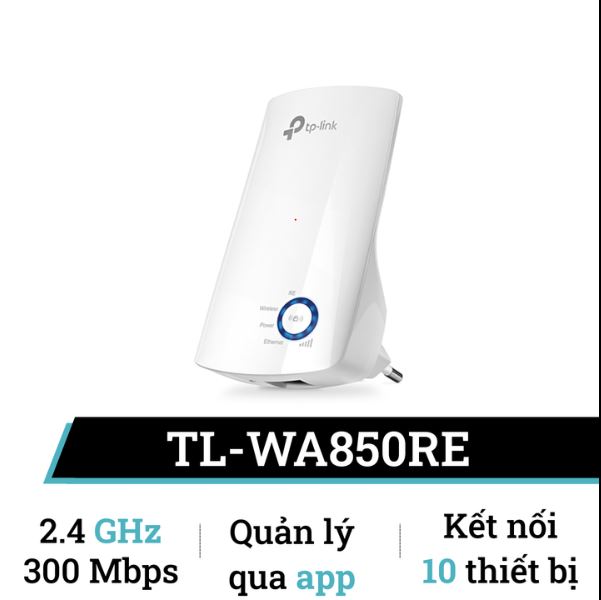 tp-link
RE
Wireless
Power
Ethernet
TL-WA850RE
2.4 GHz
300 Mbps
Quản lý
qua app
Kết nối
10 thiết bị